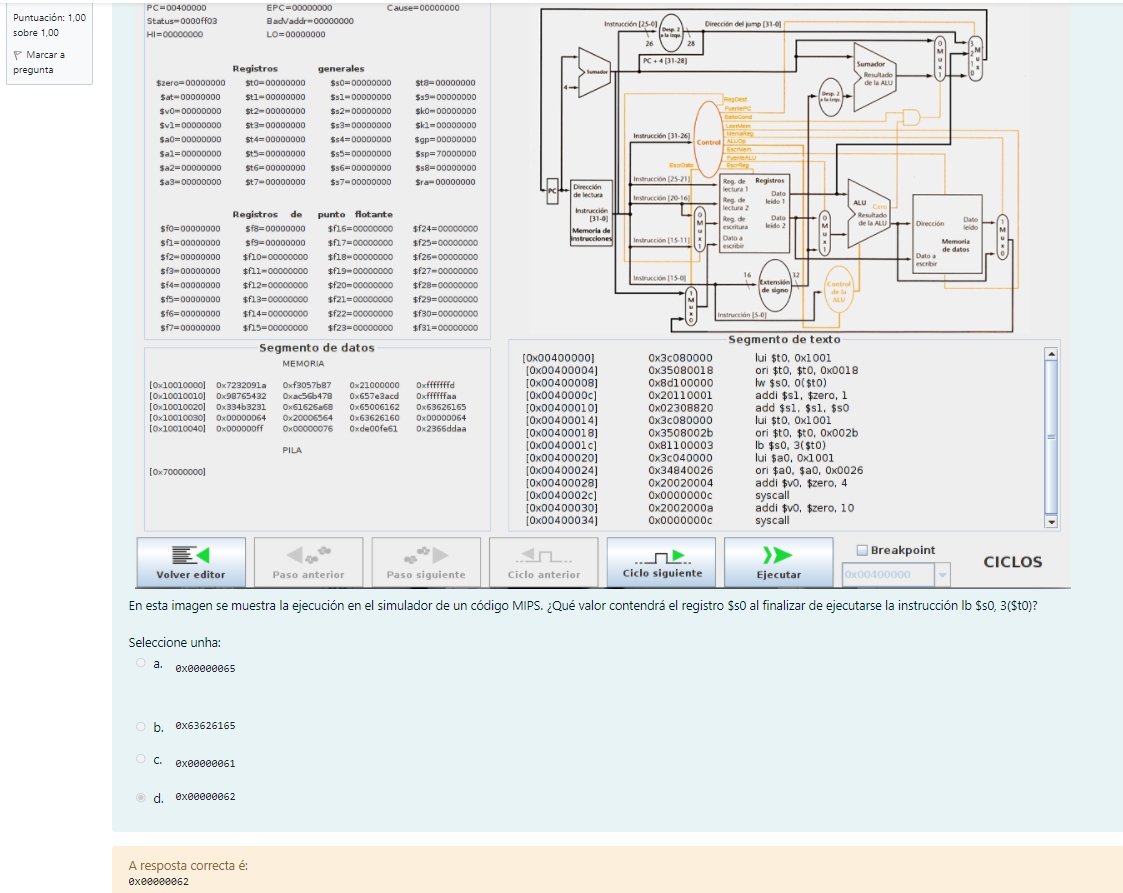 Puntuación: 1,00
sobre 1,00
Marcar a
pregunta
PC=00400000 EPC=00000000 Cause=00000000
Status=0000ff03 BadVaddr=00000000
HI=00000000 LO=00000000
Registros generales
$zero=00000000 $t0=00000000 $s0=00000000 $t8=00000000
$at=00000000 $t1=00000000 $s1=00000000 $s9=00000000
$v0=00000000 $t2=00000000 $s2=00000000 $k0=00000000
$v1=00000000 $t3=00000000 $s3=00000000 $k1=00000000
$a0=00000000 $t4=00000000 $s4=00000000 $gp=00000000
$a1=00000000 $t5=00000000 $s5=00000000 $sp=70000000
$a2=00000000 $t6=00000000 $s6=00000000 $s8=00000000
$a3=00000000 $t7=00000000 $s7=00000000 $ra=00000000
Registros de punto flotante
$f0=00000000 $f8=00000000 $f16=00000000 $f24=00000000
$f1=00000000 $f9=00000000 $f17=00000000 $f25=00000000
$f2=00000000 $f10=00000000 $f18=00000000 $f26=00000000
$f3=00000000 $f11=00000000 $f19=00000000 $f27=00000000
$f4=00000000 $f12=00000000 $f20=00000000 $f28=00000000
$f5=00000000 $f13=00000000 $f21=00000000 $f29=00000000
$f6=00000000 $f14=00000000 $f22=00000000 $f30=00000000
$f7=00000000 $f15=00000000 $f23=00000000 $f31=00000000
Instrucción [25-0]
Desp. 2
a la izqa.
Dirección del jump [31-0]
26 28
PC + 4 [31-28]
Sumador
4
Sumador
Resultado
de la ALU
Desp. 2
a la izqa.
0
M
u
x
1
3
2 M
u
1 x
0
RegDest
FuentePC
SaltoCond
LeerMem
MemaReg
ALUOp
EscrMem
FuenteALU
EscrReg
EscrDato
Control
Instrucción [31-26]
Instrucción [25-21]
Instrucción [20-16]
Instrucción [15-11]
Instrucción [15-0]
Instrucción [5-0]
PC
Dirección
de lectura
Instrucción
[31-0]
Memoria de
instrucciones
0
M
u
x
1
Reg. de
lectura 1
Registros
Dato
leído 1
Reg. de
lectura 2
Reg. de
escritura
Dato
leído 2
Dato a
escribir
0
M
u
x
1
ALU
Cero
Resultado
de la ALU
Dirección
Dato
leído
Memoria
de datos
Dato a
escribir
1
M
u
x
0
16 32
Extensión
de signo
Control
de la
ALU
1
M
u
x
0
Segmento de datos
MEMORIA
[0x10010000] 0x7232091a 0xf3057b87 0x21000000 0xfffffffd
[0x10010010] 0x98765432 0xac56b478 0x657e3acd 0xffffffaa
[0x10010020] 0x334b3231 0x61626a68 0x65006162 0x63626165
[0x10010030] 0x00000064 0x20006564 0x63626160 0x00000064
[0x10010040] 0x000000ff 0x00000076 0xde00fe61 0x2366ddaa
PILA
[0x70000000]
Segmento de texto
[0x00400000] 0x3c080000 lui $t0, 0x1001
[0x00400004] 0x35080018 ori $t0, $t0, 0x0018
[0x00400008] 0x8d100000 lw $s0, 0($t0)
[0x0040000c] 0x20110001 addi $s1, $zero, 1
[0x00400010] 0x02308820 add $s1, $s1, $s0
[0x00400014] 0x3c080000 lui $t0, 0x1001
[0x00400018] 0x3508002b ori $t0, $t0, 0x002b
[0x0040001c] 0x81100003 lb $s0, 3($t0)
[0x00400020] 0x3c040000 lui $a0, 0x1001
[0x00400024] 0x34840026 ori $a0, $a0, 0x0026
[0x00400028] 0x20020004 addi $v0, $zero, 4
[0x0040002c] 0x0000000c syscall
[0x00400030] 0x2002000a addi $v0, $zero, 10
[0x00400034] 0x0000000c syscall
Volver editor
Paso anterior
Paso siguiente
Ciclo anterior
Ciclo siguiente
Ejecutar
Breakpoint
0x00400000
CICLOS
En esta imagen se muestra la ejecución en el simulador de un código MIPS. ¿Qué valor contendrá el registro $s0 al finalizar de ejecutarse la instrucción lb $s0, 3($t0)?
Seleccione unha:
a. 0x00000065
b. 0x63626165
c. 0x00000061
d. 0x00000062
A resposta correcta é:
0x00000062